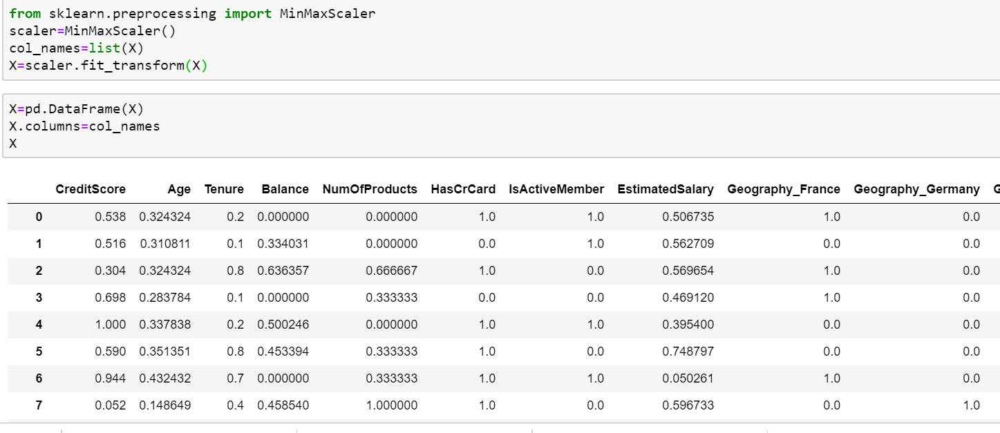 from sklearn.preprocessing import MinMaxScaler
scaler=MinMaxScaler()
col_names=list(X)
X=scaler.fit_transform(X)
X=pd.DataFrame(X)
X.columns=col_names
X
CreditScore Age Tenure Balance NumOfProducts HasCrCard IsActiveMember EstimatedSalary Geography_France Geography_Germany G
0 0.538 0.324324 0.2 0.000000 0.000000 1.0 1.0 0.506735 1.0 0.0
1 0.516 0.310811 0.1 0.334031 0.000000 0.0 1.0 0.562709 0.0 0.0
2 0.304 0.324324 0.8 0.636357 0.666667 1.0 0.0 0.569654 1.0 0.0
3 0.698 0.283784 0.1 0.000000 0.333333 0.0 0.0 0.469120 1.0 0.0
4 1.000 0.337838 0.2 0.500246 0.000000 1.0 1.0 0.395400 0.0 0.0
5 0.590 0.351351 0.8 0.453394 0.333333 1.0 0.0 0.748797 0.0 0.0
6 0.944 0.432432 0.7 0.000000 0.333333 1.0 1.0 0.050261 1.0 0.0
7 0.052 0.148649 0.4 0.458540 1.000000 1.0 0.0 0.596733 0.0 1.0